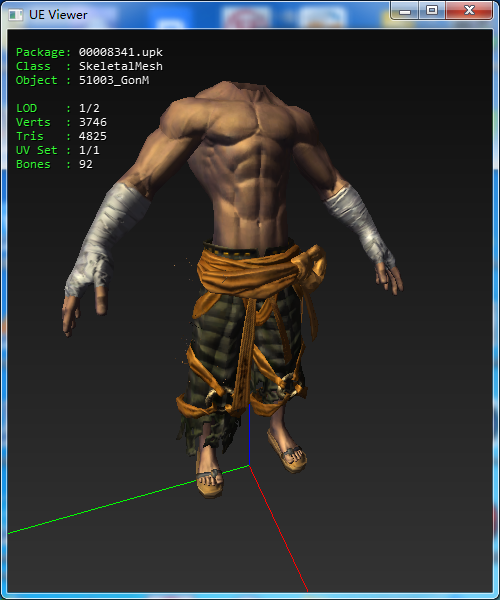 UE Viewer
Package: 00008341.upk
Class : SkeletalMesh
Object : 51003_GonM
LOD : 1/2
Verts : 3746
Tris : 4825
UV Set : 1/1
Bones : 92